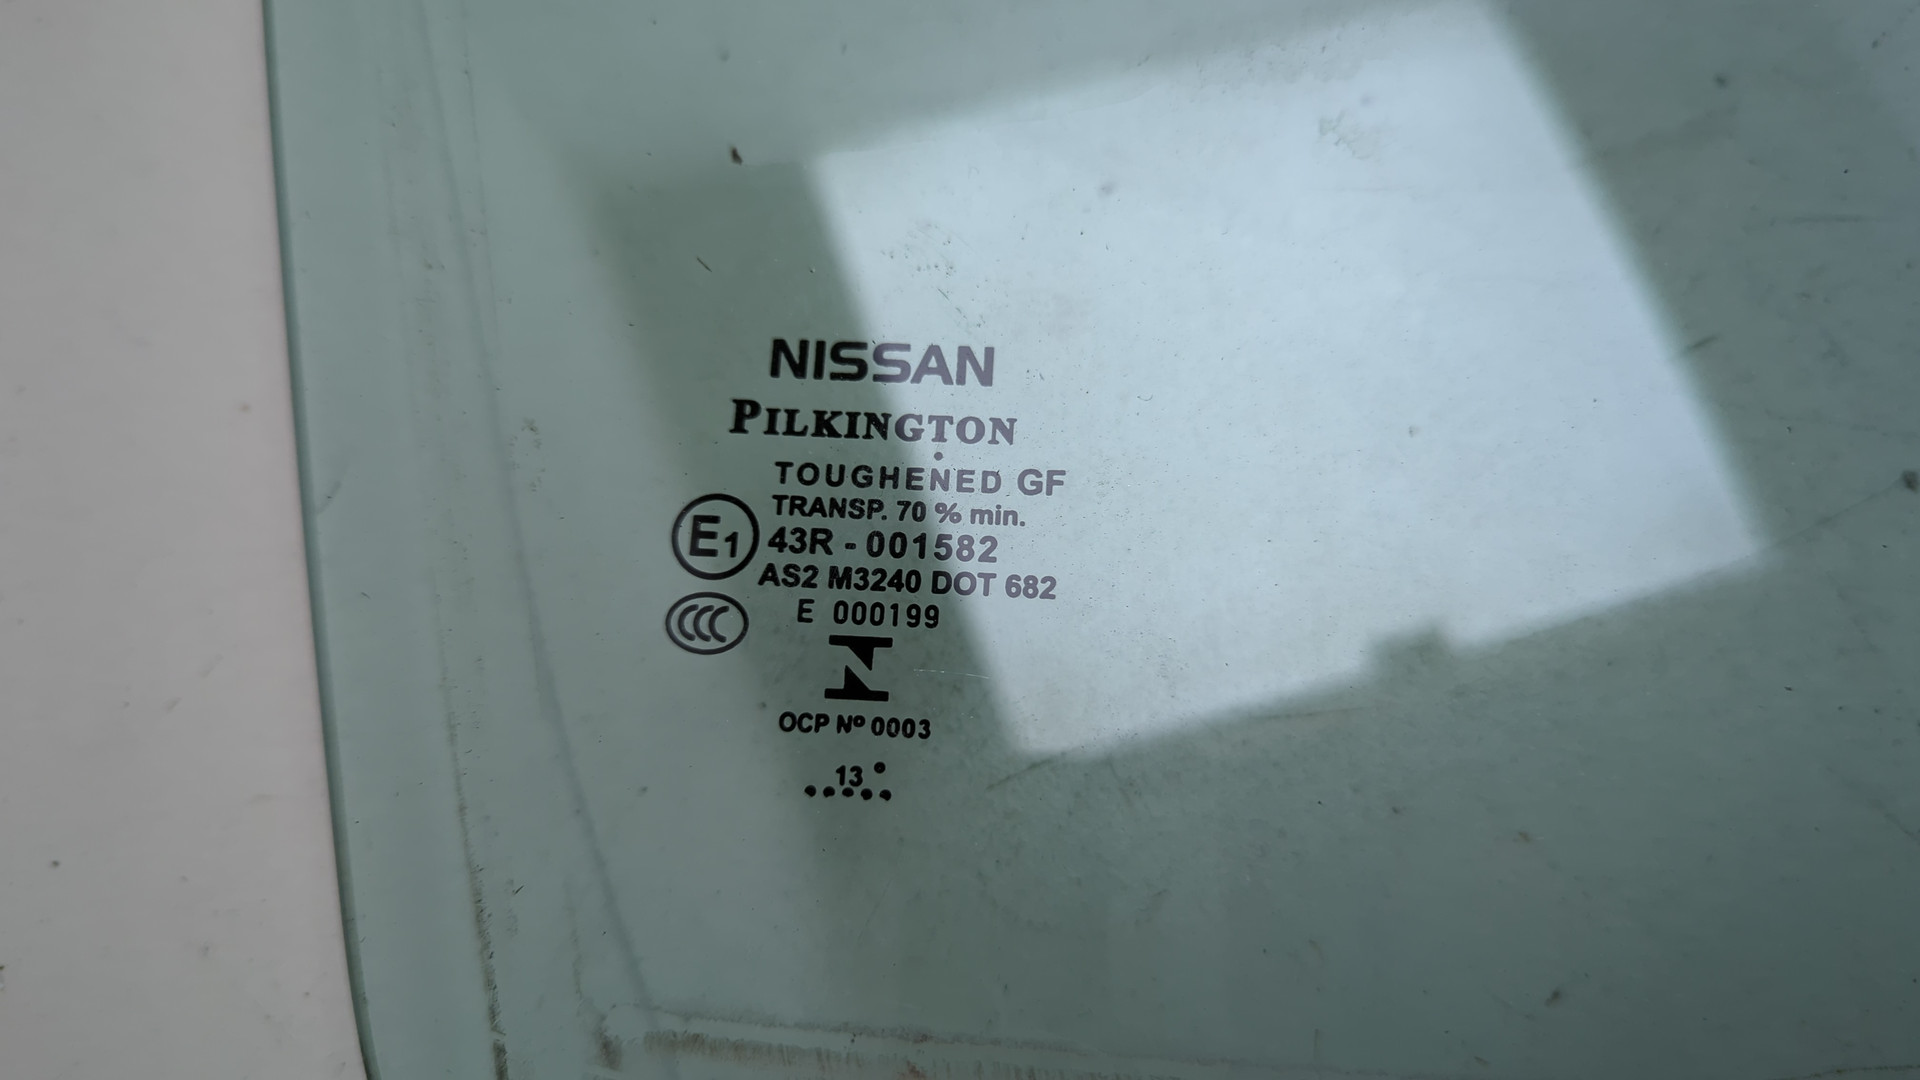 NISSAN
PILKINGTON
TOUGHENED GF
TRANSP. 70 % min.
E1 43R - 001582
AS2 M3240 DOT 682
CCC E 000199
OCP Nº 0003
13